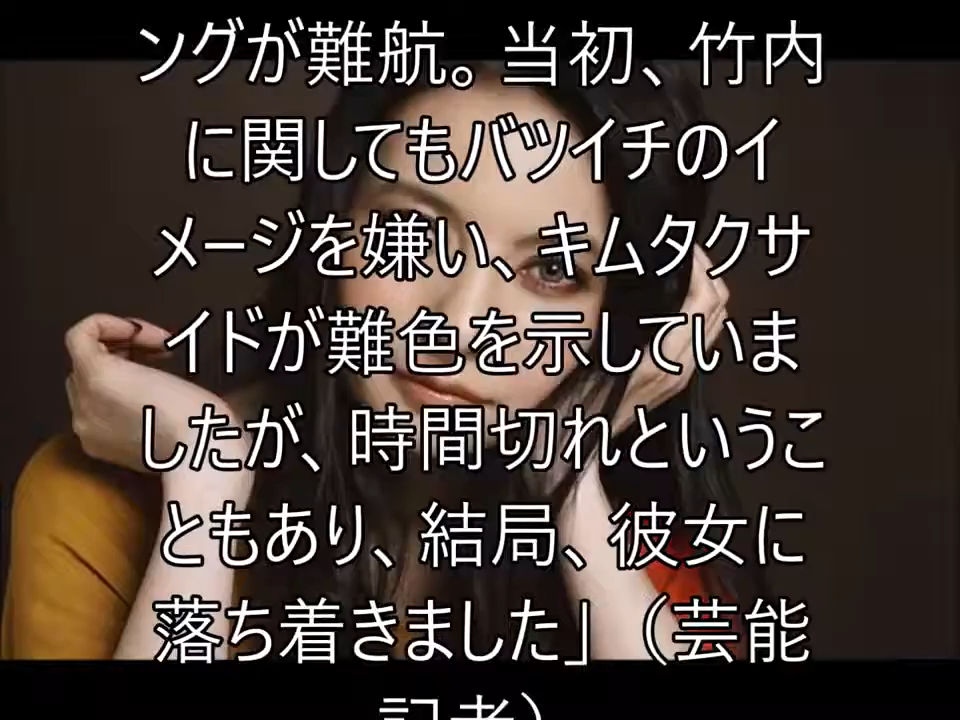 ングが難航。当初、竹内
に関してもバツイチのイ
メージを嫌い、キムタクサ
イドが難色を示していま
したが、時間切れというこ
ともあり、結局、彼女に
落ち着きました」（芸能
記者）